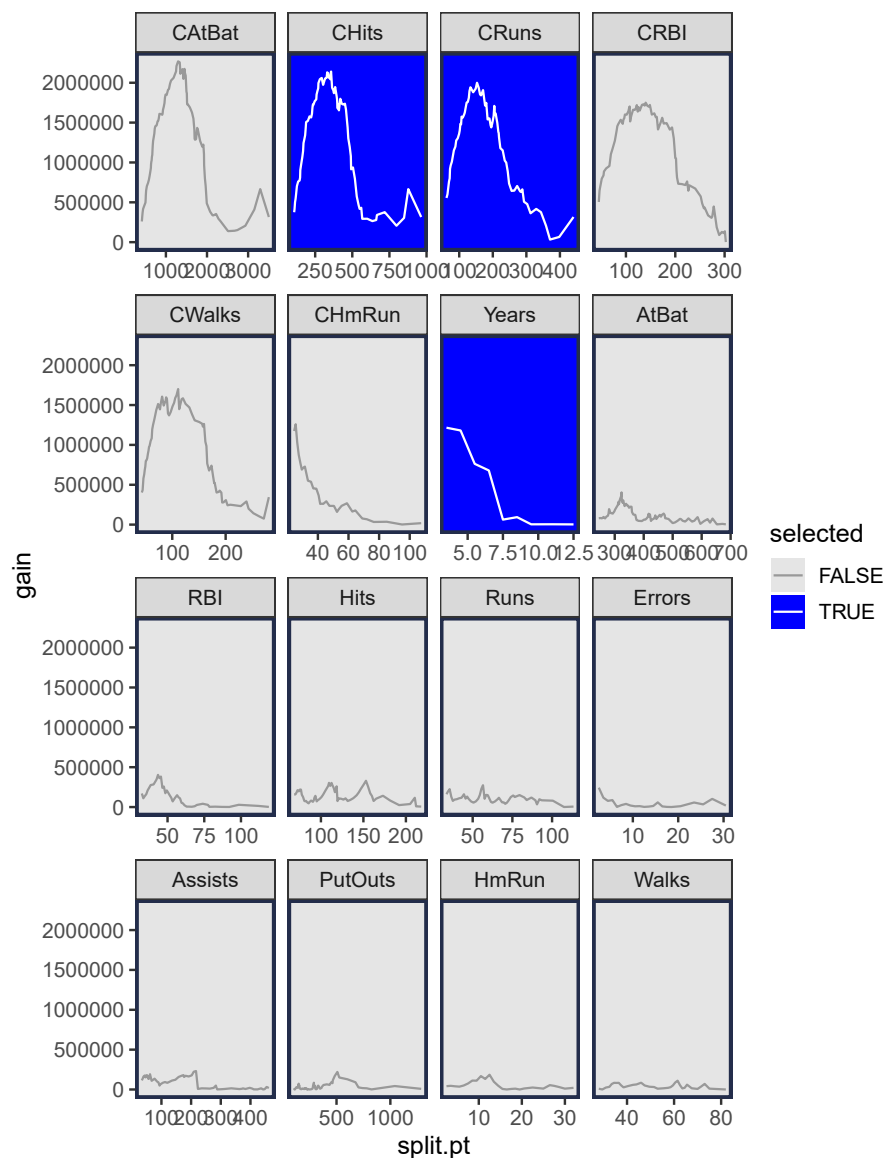 CAtBat CHits CRuns CRBI
2000000
1500000
1000000
500000
0
1000 2000 3000 250 500 750 1000 100 200 300 400 100 200 300
CWalks CHmRun Years AtBat
2000000
1500000
1000000
500000
0
100 200 40 60 80 100 5.0 7.5 10.0 12.5 300 400 500 600 700
gain
selected
FALSE
TRUE
RBI Hits Runs Errors
2000000
1500000
1000000
500000
0
50 75 100 100 150 200 50 75 100 10 20 30
Assists PutOuts HmRun Walks
2000000
1500000
1000000
500000
0
100 200 300 400 500 1000 10 20 30 40 60 80
split.pt